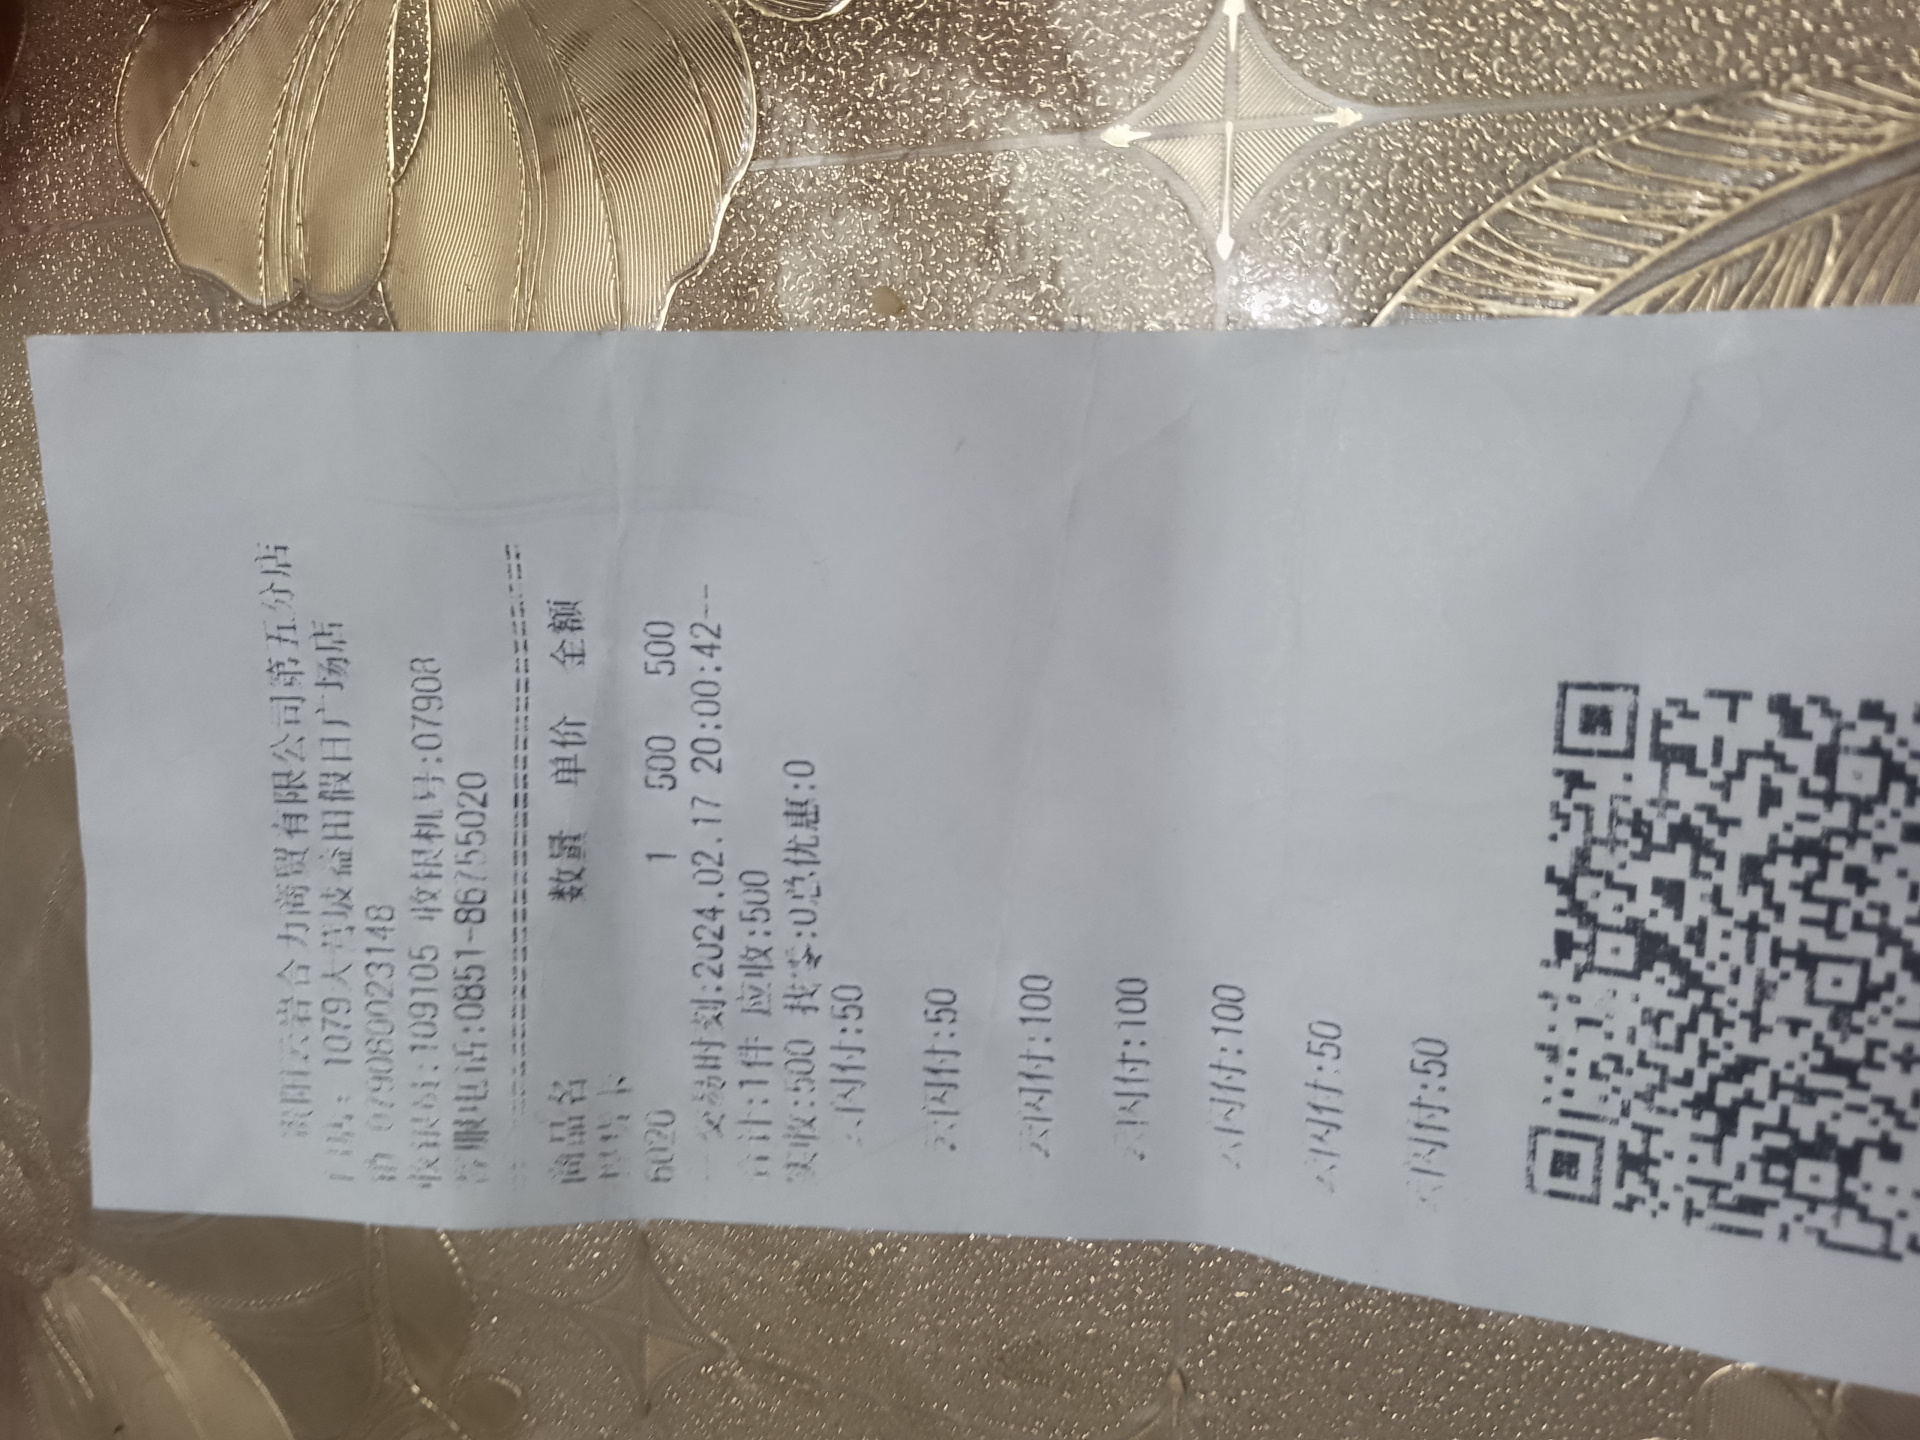 贵阳云岩合力商贸有限公司第五分店
门店: 1079大营坡益田假日广场店
销 0790800023148
收银员:109105 收银机号:07908
客服电话:0851-86755020
商品名 数量 单价 金额
6020 1 500 500
--交易时刻:2024.02.17 20:00:42--
合计:1件 应收:500
实收:500 找零:0总优惠:0
云闪付:50
云闪付:50
云闪付:100
云闪付:100
云闪付:100
云闪付:50
云闪付:50